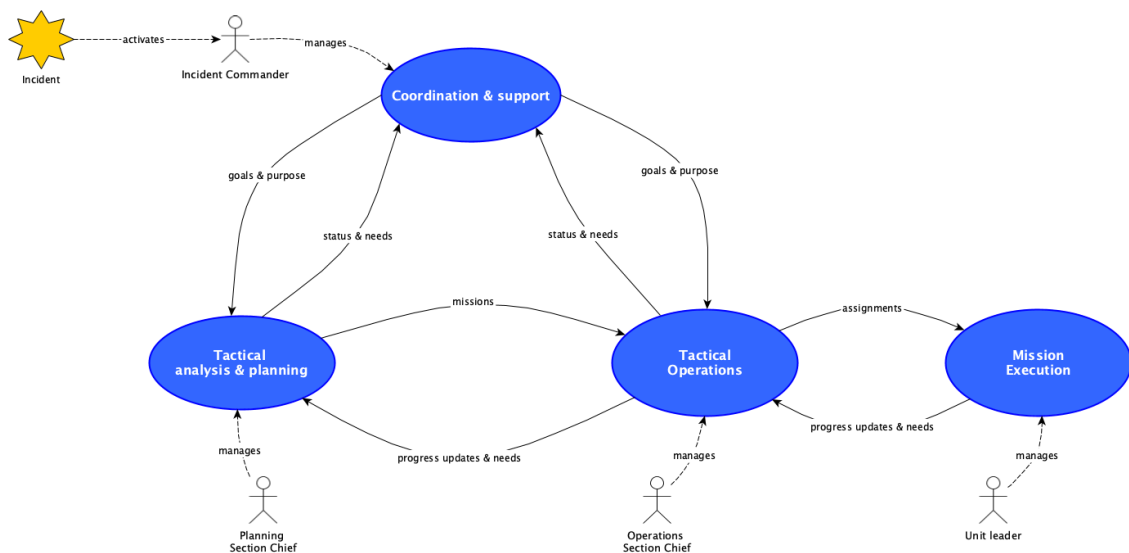 activates
manages
Incident
Incident Commander
Coordination & support
goals & purpose
goals & purpose
status & needs
status & needs
missions
assignments
Tactical
analysis & planning
Tactical
Operations
Mission
Execution
progress updates & needs
manages
progress updates & needs
manages
manages
Planning
Section Chief
Operations
Section Chief
Unit leader